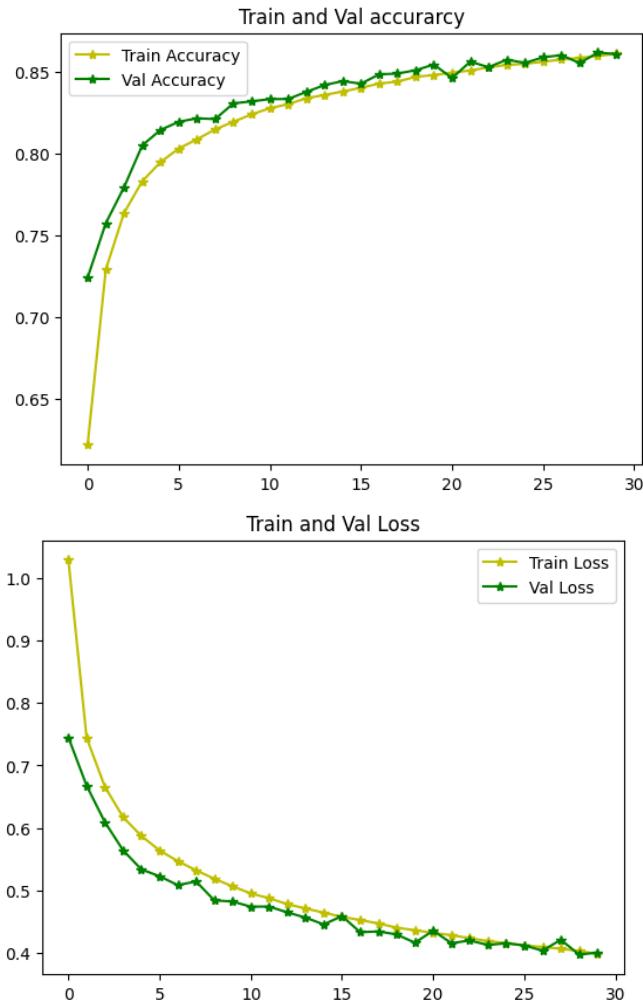 Train and Val accurarcy
Train Accuracy
Val Accuracy
0.85
0.80
0.75
0.70
0.65
0 5 10 15 20 25 30
Train and Val Loss
Train Loss
Val Loss
1.0
0.9
0.8
0.7
0.6
0.5
0.4
0 5 10 15 20 25 30